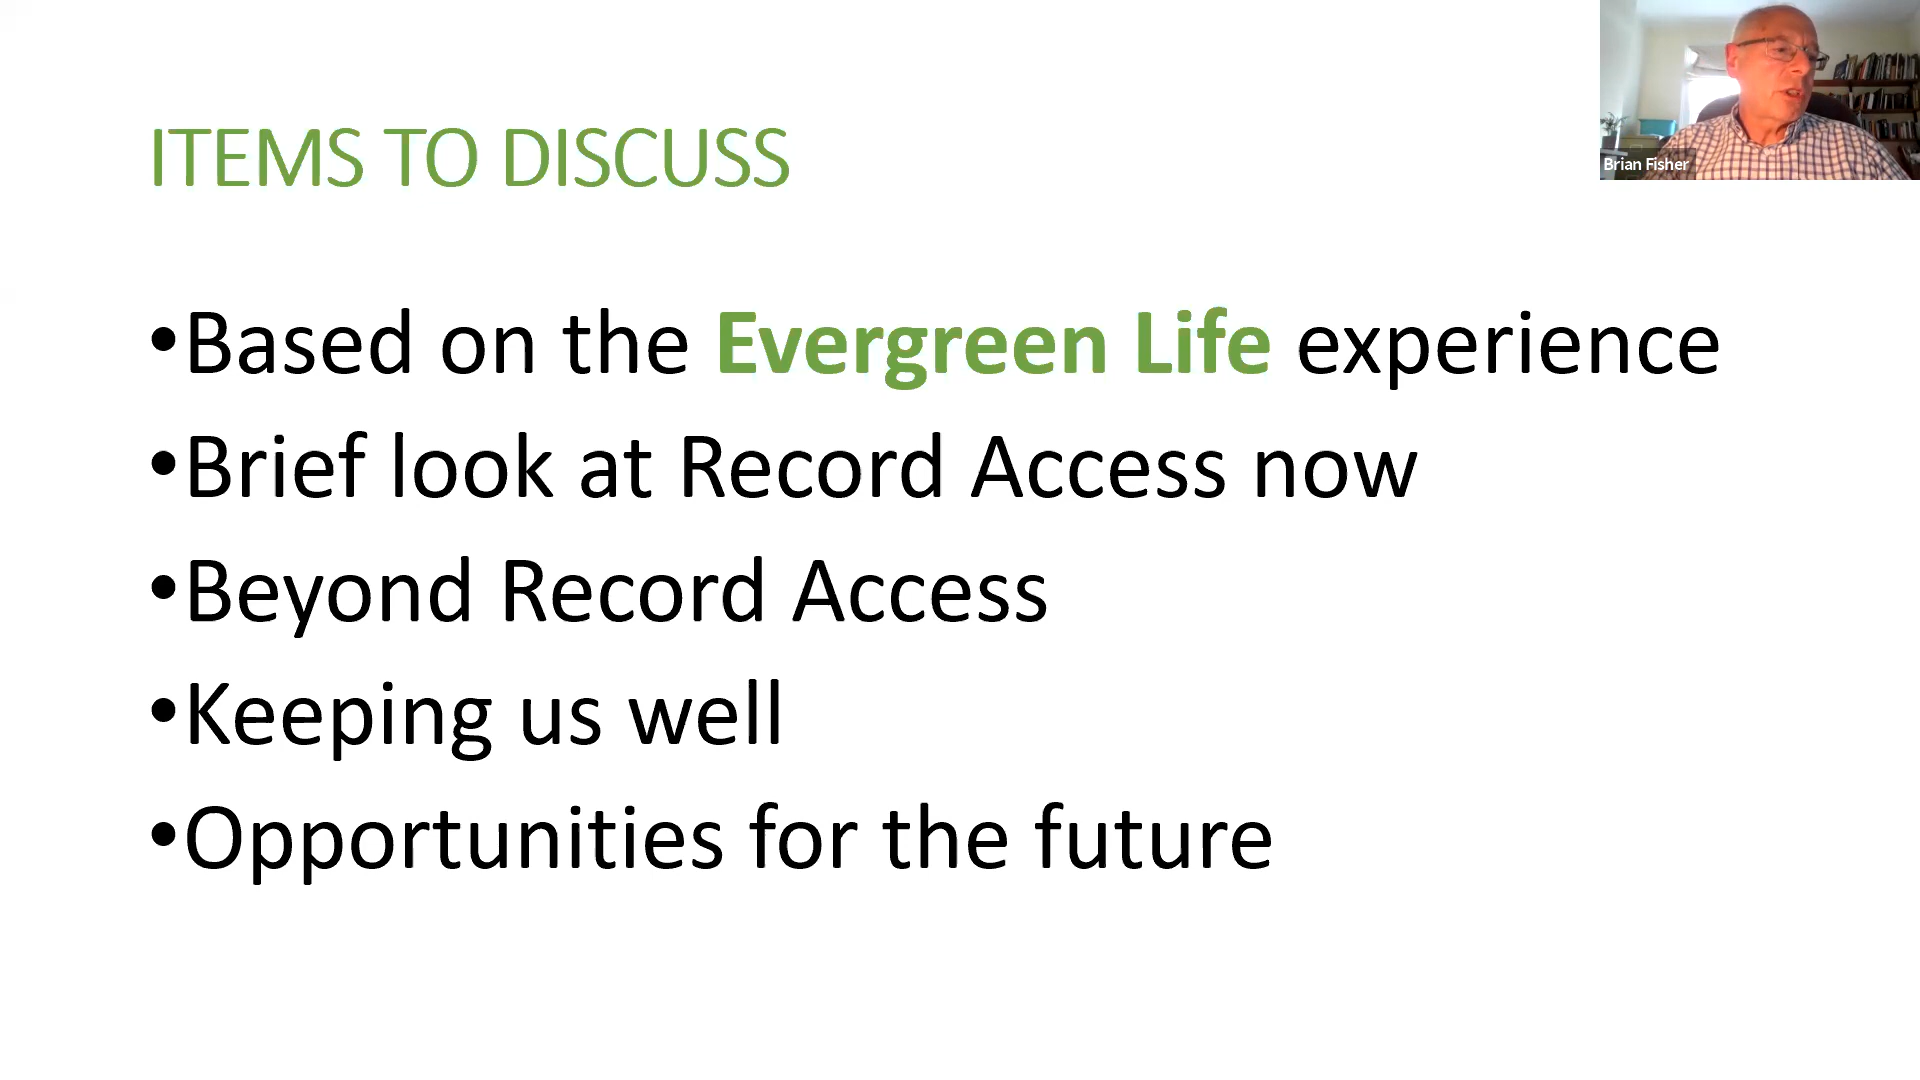 ITEMS TO DISCUSS
Brian Fisher
•Based on the Evergreen Life experience
•Brief look at Record Access now
•Beyond Record Access
•Keeping us well
•Opportunities for the future